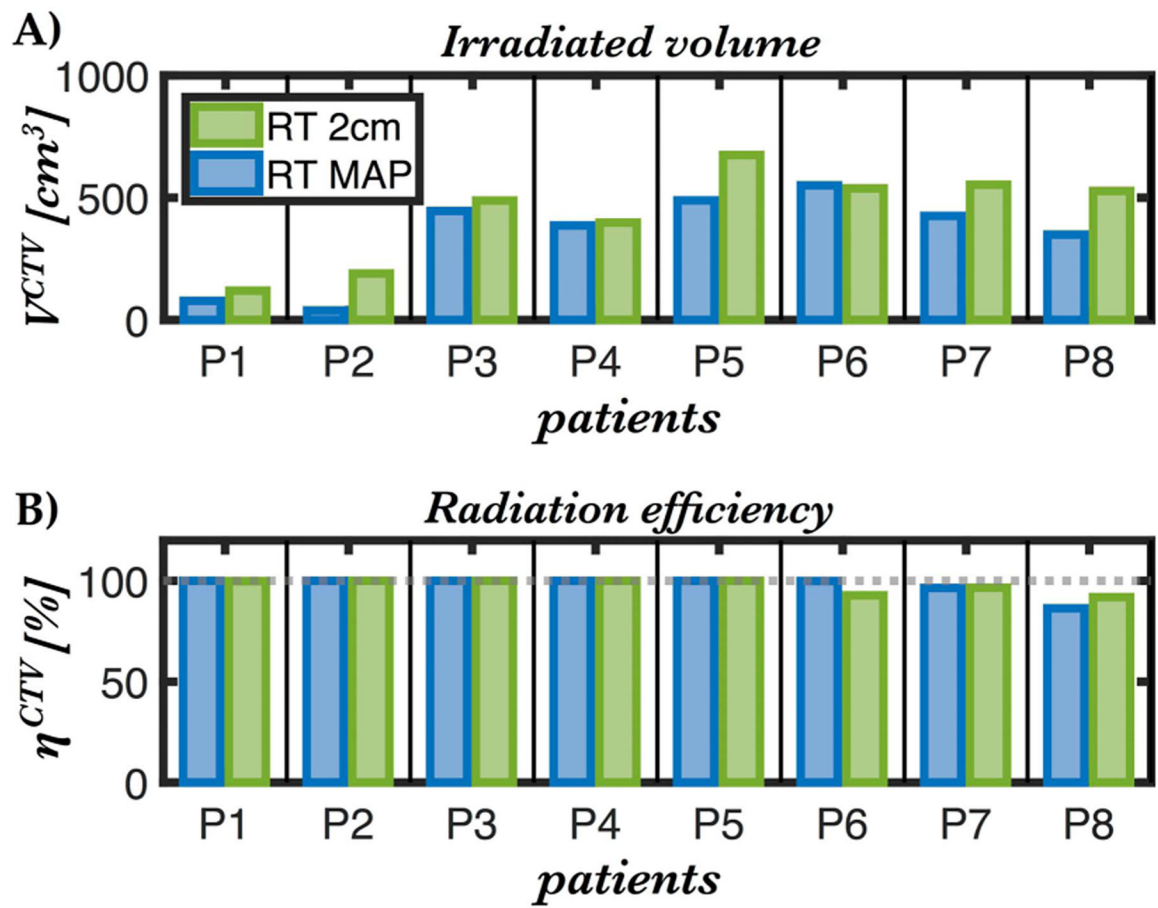 A)
Irradiated volume
1000
500
0
V^CTV [cm^3]
RT 2cm
RT MAP
P1 P2 P3 P4 P5 P6 P7 P8
patients
B)
Radiation efficiency
100
50
0
η^CTV [%]
P1 P2 P3 P4 P5 P6 P7 P8
patients